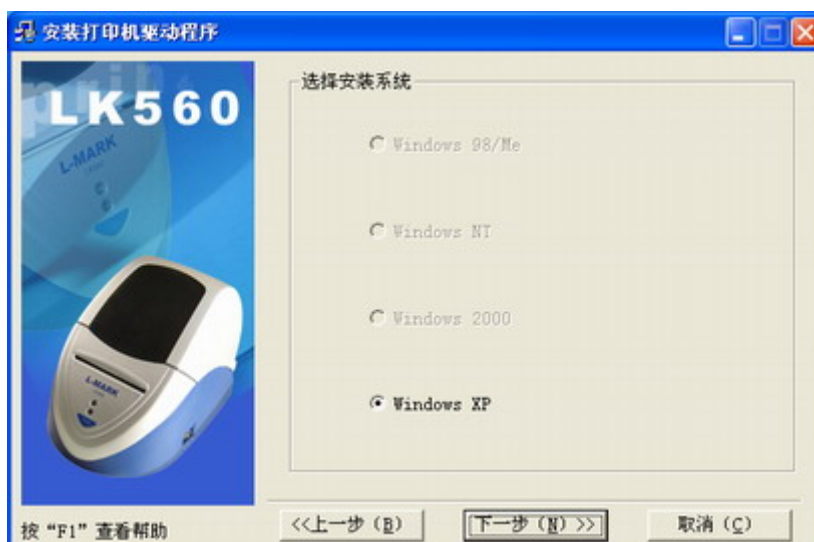 安装打印机驱动程序
print
LK560
L-MARK
L-MARK
选择安装系统
Windows 98/Me
Windows NT
Windows 2000
Windows XP
按 “F1” 查看帮助
<<上一步(B)
下一步(N)>>
取消(C)